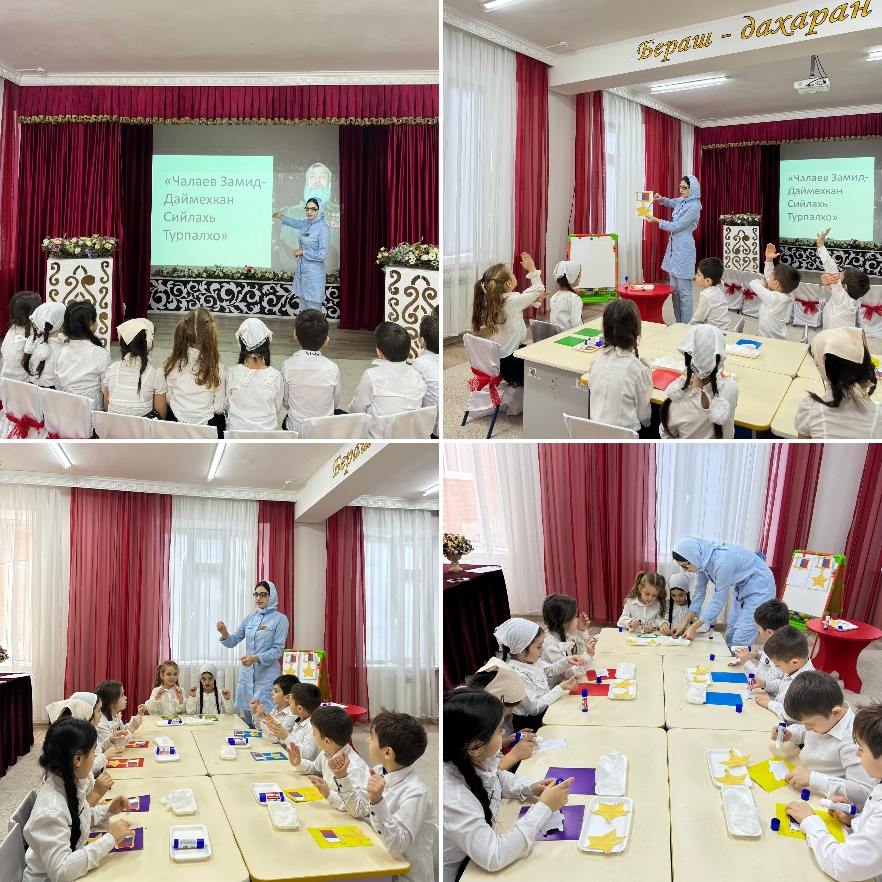 «Чалаев Замид-
Даймехкан
Сийлахь
Турпалхо»
Бераш - дахаран
«Чалаев Замид-
Даймехкан
Сийлахь
Турпалхо»
Бераш